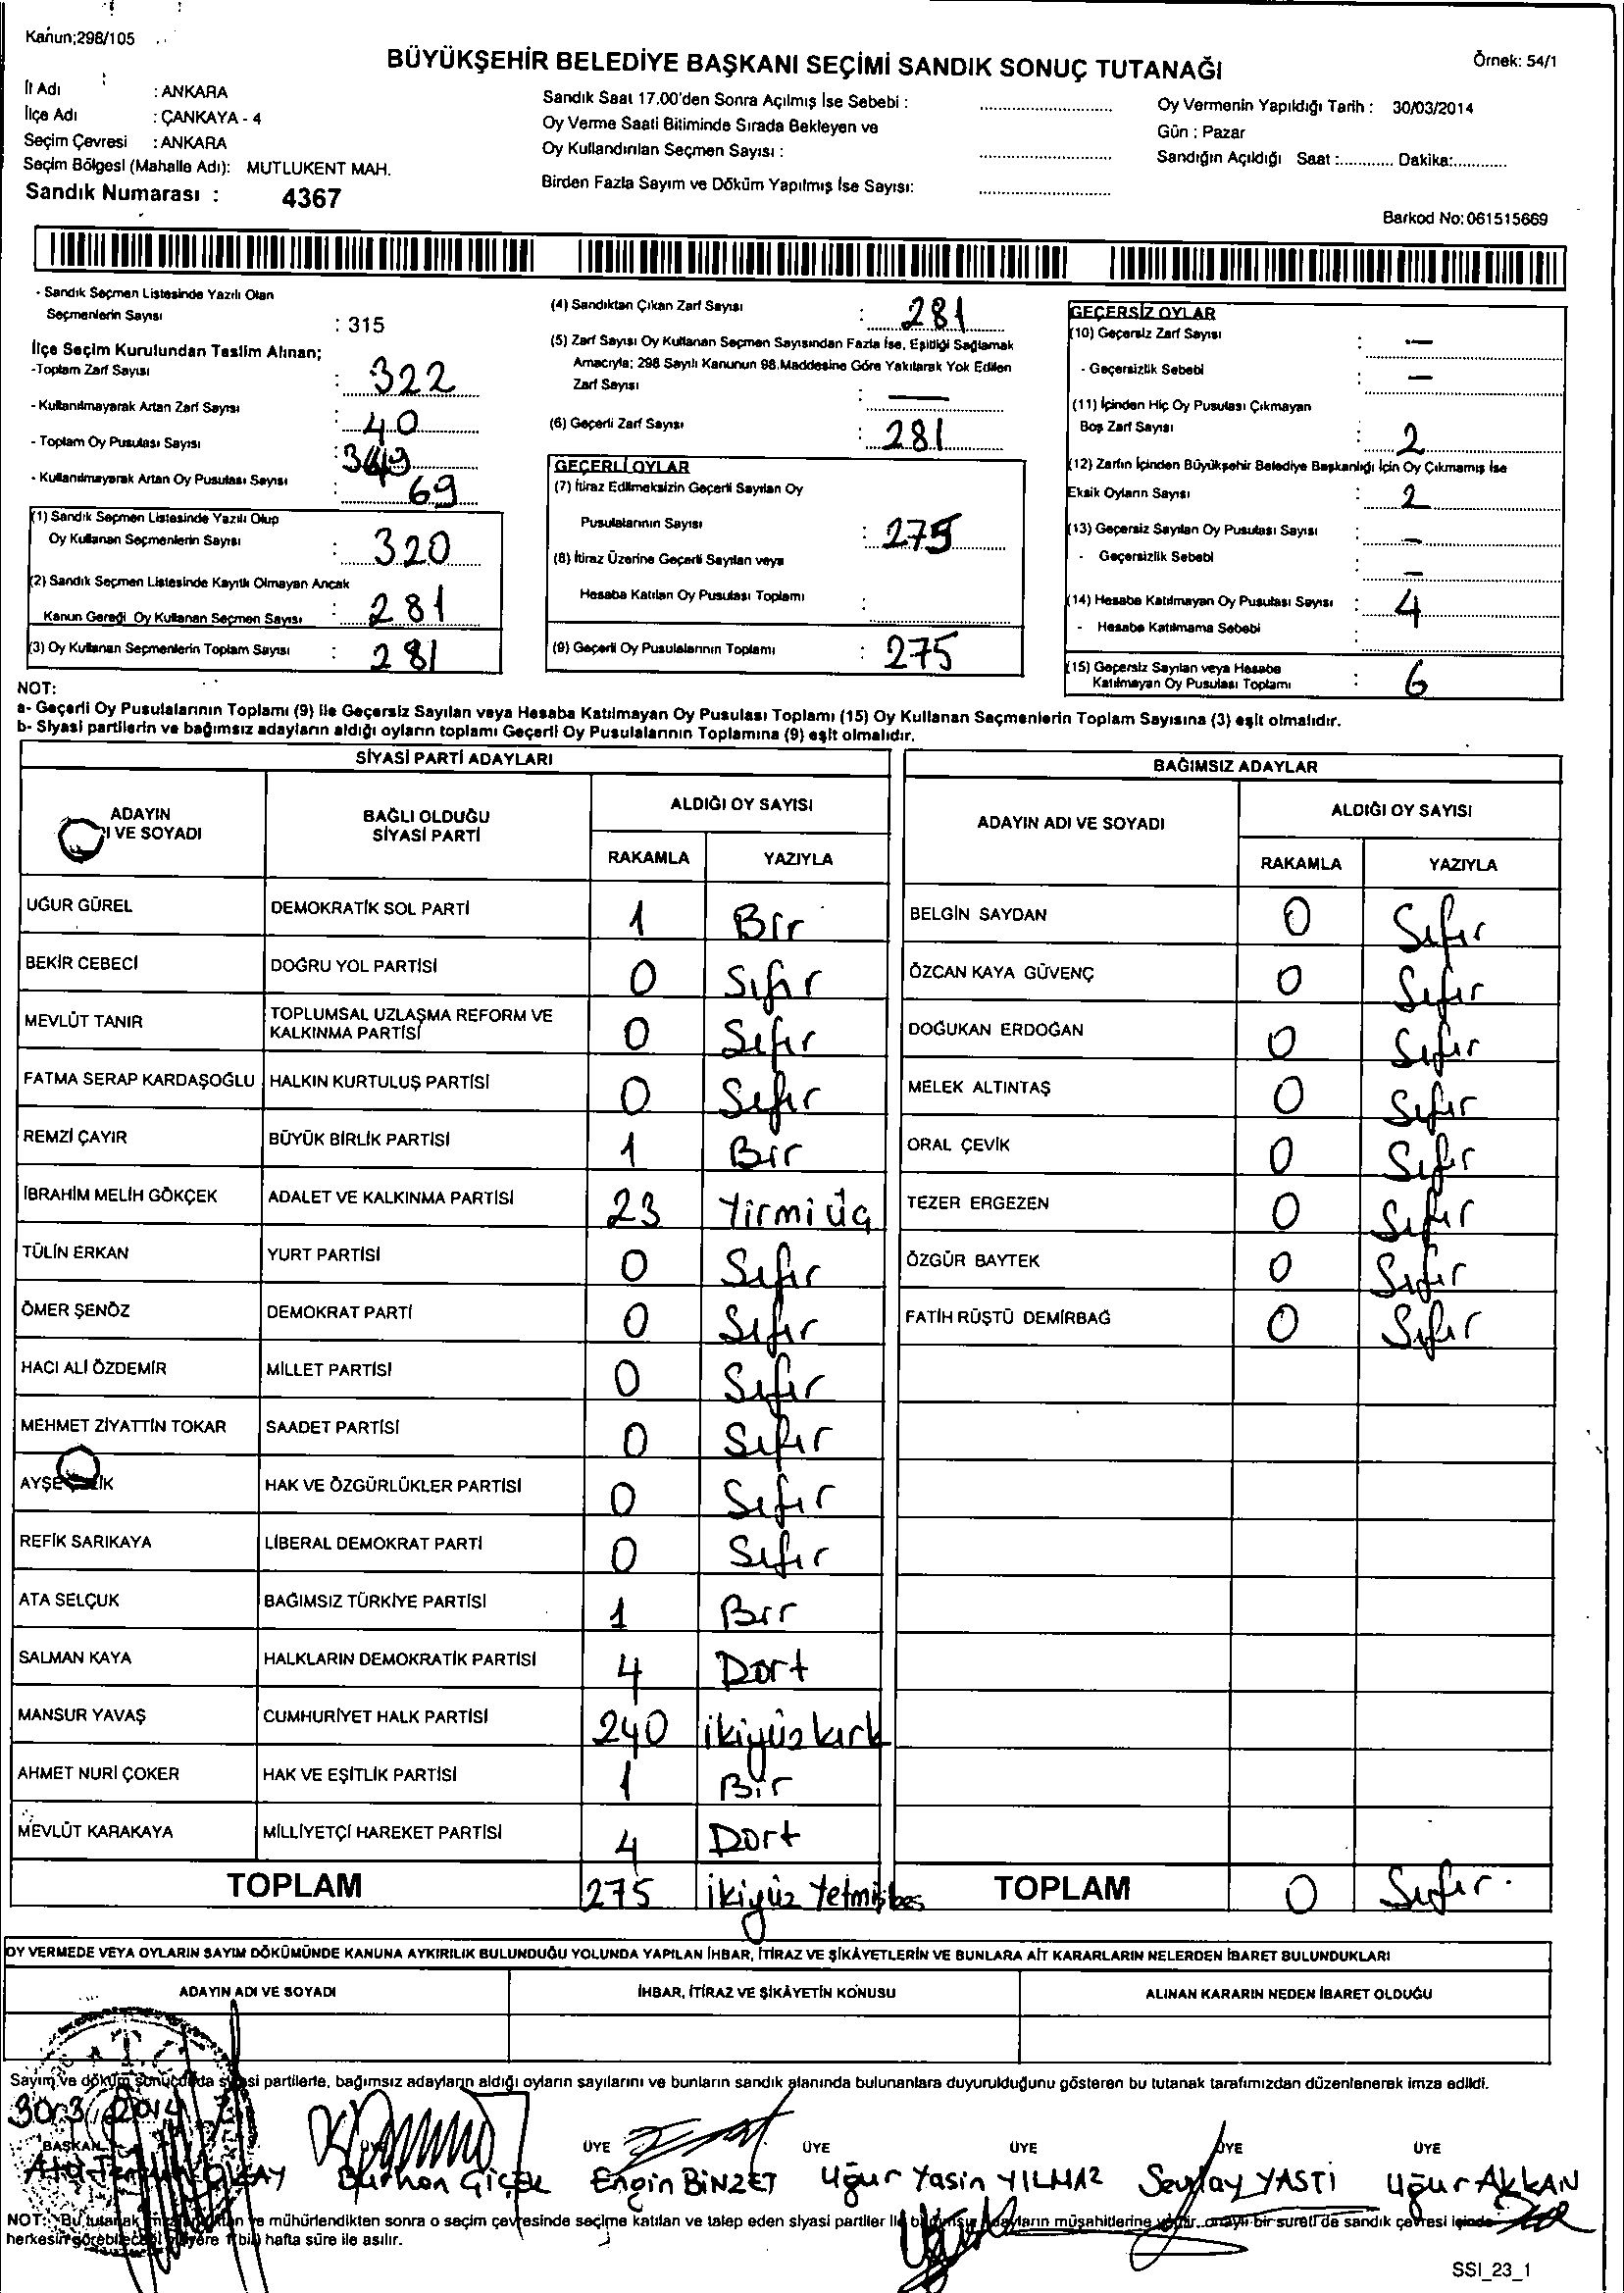 Kanun;298/105
BÜYÜKŞEHİR BELEDİYE BAŞKANI SEÇİMİ SANDIK SONUÇ TUTANAĞI
Örnek: 54/1
İl Adı : ANKARA
İlçe Adı : ÇANKAYA - 4
Seçim Çevresi : ANKARA
Seçim Bölgesi (Mahalle Adı): MUTLUKENT MAH.
Sandık Numarası : 4367
Sandık Saat 17.00'den Sonra Açılmış İse Sebebi :
Oy Verme Saati Bitiminde Sırada Bekleyen ve
Oy Kullandırılan Seçmen Sayısı :
Birden Fazla Sayım ve Döküm Yapılmış İse Sayısı:
Oy Vermenin Yapıldığı Tarih : 30/03/2014
Gün : Pazar
Sandığın Açıldığı Saat :............ Dakika:............
Barkod No: 061515669
- Sandık Seçmen Listesinde Yazılı Olan
Seçmenlerin Sayısı : 315
İlçe Seçim Kurulundan Teslim Alınan;
-Toplam Zarf Sayısı : 322
- Kullanılmayarak Artan Zarf Sayısı : 40
- Toplam Oy Pusulası Sayısı :
- Kullanılmayarak Artan Oy Pusulası Sayısı : 69
(1) Sandık Seçmen Listesinde Yazılı Olup
Oy Kullanan Seçmenlerin Sayısı : 320
(2) Sandık Seçmen Listesinde Kayıtlı Olmayan Ancak
Kanun Gereği Oy Kullanan Seçmen Sayısı : 281
(3) Oy Kullanan Seçmenlerin Toplam Sayısı : 281
(4) Sandıktan Çıkan Zarf Sayısı : 281
(5) Zarf Sayısı Oy Kullanan Seçmen Sayısından Fazla İse, Eşitliği Sağlamak
Amacıyla; 298 Sayılı Kanunun 98.Maddesine Göre Yakılarak Yok Edilen
Zarf Sayısı : —
(6) Geçerli Zarf Sayısı : 281
GEÇERLİ OYLAR
(7) İtiraz Edilmeksizin Geçerli Sayılan Oy
Pusulalarının Sayısı : 275
(8) İtiraz Üzerine Geçerli Sayılan veya
Hesaba Katılan Oy Pusulası Toplamı :
(9) Geçerli Oy Pusulalarının Toplamı : 275
GEÇERSİZ OYLAR
(10) Geçersiz Zarf Sayısı : —
- Geçersizlik Sebebi : —
(11) İçinden Hiç Oy Pusulası Çıkmayan
Boş Zarf Sayısı : 2
(12) Zarfın İçinden Büyükşehir Belediye Başkanlığı İçin Oy Çıkmamış İse
Eksik Oyların Sayısı : 2
(13) Geçersiz Sayılan Oy Pusulası Sayısı : —
- Geçersizlik Sebebi : —
(14) Hesaba Katılmayan Oy Pusulası Sayısı : 4
- Hesaba Katılmama Sebebi :
(15) Geçersiz Sayılan veya Hesaba
Katılmayan Oy Pusulası Toplamı : 6
NOT:
a- Geçerli Oy Pusulalarının Toplamı (9) ile Geçersiz Sayılan veya Hesaba Katılmayan Oy Pusulası Toplamı (15) Oy Kullanan Seçmenlerin Toplam Sayısına (3) eşit olmalıdır.
b- Siyasi partilerin ve bağımsız adayların aldığı oyların toplamı Geçerli Oy Pusulalarının Toplamına (9) eşit olmalıdır.
SİYASİ PARTİ ADAYLARI
ADAYIN I VE SOYADI BAĞLI OLDUĞU SİYASİ PARTİ ALDIĞI OY SAYISI
RAKAMLA YAZIYLA
UĞUR GÜREL DEMOKRATİK SOL PARTİ 1 Bir
BEKİR CEBECİ DOĞRU YOL PARTİSİ 0 Sıfır
MEVLÜT TANIR TOPLUMSAL UZLAŞMA REFORM VE KALKINMA PARTİSİ 0 Sıfır
FATMA SERAP KARDAŞOĞLU HALKIN KURTULUŞ PARTİSİ 0 Sıfır
REMZİ ÇAYIR BÜYÜK BİRLİK PARTİSİ 1 Bir
İBRAHİM MELİH GÖKÇEK ADALET VE KALKINMA PARTİSİ 23 Yirmi üç
TÜLİN ERKAN YURT PARTİSİ 0 Sıfır
ÖMER ŞENÖZ DEMOKRAT PARTİ 0 Sıfır
HACI ALİ ÖZDEMİR MİLLET PARTİSİ 0 Sıfır
MEHMET ZİYATTİN TOKAR SAADET PARTİSİ 0 Sıfır
AYŞE HAK VE ÖZGÜRLÜKLER PARTİSİ 0 Sıfır
REFİK SARIKAYA LİBERAL DEMOKRAT PARTİ 0 Sıfır
ATA SELÇUK BAĞIMSIZ TÜRKİYE PARTİSİ 1 Bir
SALMAN KAYA HALKLARIN DEMOKRATİK PARTİSİ 4 Dört
MANSUR YAVAŞ CUMHURİYET HALK PARTİSİ 240 ikiyüz kırk
AHMET NURİ ÇOKER HAK VE EŞİTLİK PARTİSİ 1 Bir
MEVLÜT KARAKAYA MİLLİYETÇİ HAREKET PARTİSİ 4 Dort
TOPLAM 275 ikiyüz Yetmişbes
BAĞIMSIZ ADAYLAR
ADAYIN ADI VE SOYADI ALDIĞI OY SAYISI
RAKAMLA YAZIYLA
BELGİN SAYDAN 0 Sıfır
ÖZCAN KAYA GÜVENÇ 0 Sıfır
DOĞUKAN ERDOĞAN 0 Sıfır
MELEK ALTINTAŞ 0 Sıfır
ORAL ÇEVİK 0 Sıfır
TEZER ERGEZEN 0 Sıfır
ÖZGÜR BAYTEK 0 Sıfır
FATİH RÜŞTÜ DEMİRBAĞ 0 Sıfır
TOPLAM 0 Sıfır.
OY VERMEDE VEYA OYLARIN SAYIM DÖKÜMÜNDE KANUNA AYKIRILIK BULUNDUĞU YOLUNDA YAPILAN İHBAR, İTİRAZ VE ŞİKÂYETLERİN VE BUNLARA AİT KARARLARIN NELERDEN İBARET BULUNDUKLARI
ADAYIN ADI VE SOYADI İHBAR, İTİRAZ VE ŞİKÂYETİN KONUSU ALINAN KARARIN NEDEN İBARET OLDUĞU
Sayım ve döküm sonucunda siyasi partilerle, bağımsız adayların aldığı oyların sayılarını ve bunların sandık alanında bulunanlara duyurulduğunu gösteren bu tutanak tarafımızdan düzenlenerek imza edildi.
30.3.2014
BAŞKAN ÜYE ÜYE ÜYE ÜYE ÜYE ÜYE
Burhan Engin BİNZET Uğur Yasin YILMAZ YASTI Uğur AKKAN
NOT: Bu tutanak ve mühürlendikten sonra o seçim çevresinde seçime katılan ve talep eden siyasi partiler ile adayların müşahitlerine onaylı bir sureti de sandık çevresi içinde
herkesin hafta süre ile asılır.
SSI_23_1